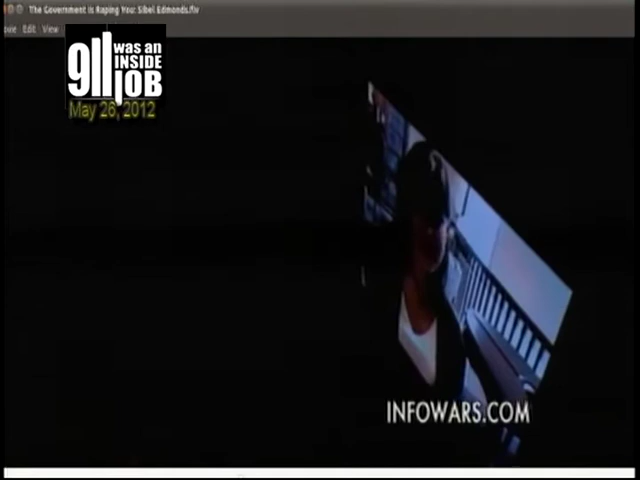 The Government is Raping You: Sibel Edmonds.flv
Edit View
911
was an
INSIDE
JOB
May 26, 2012
INFOWARS.COM